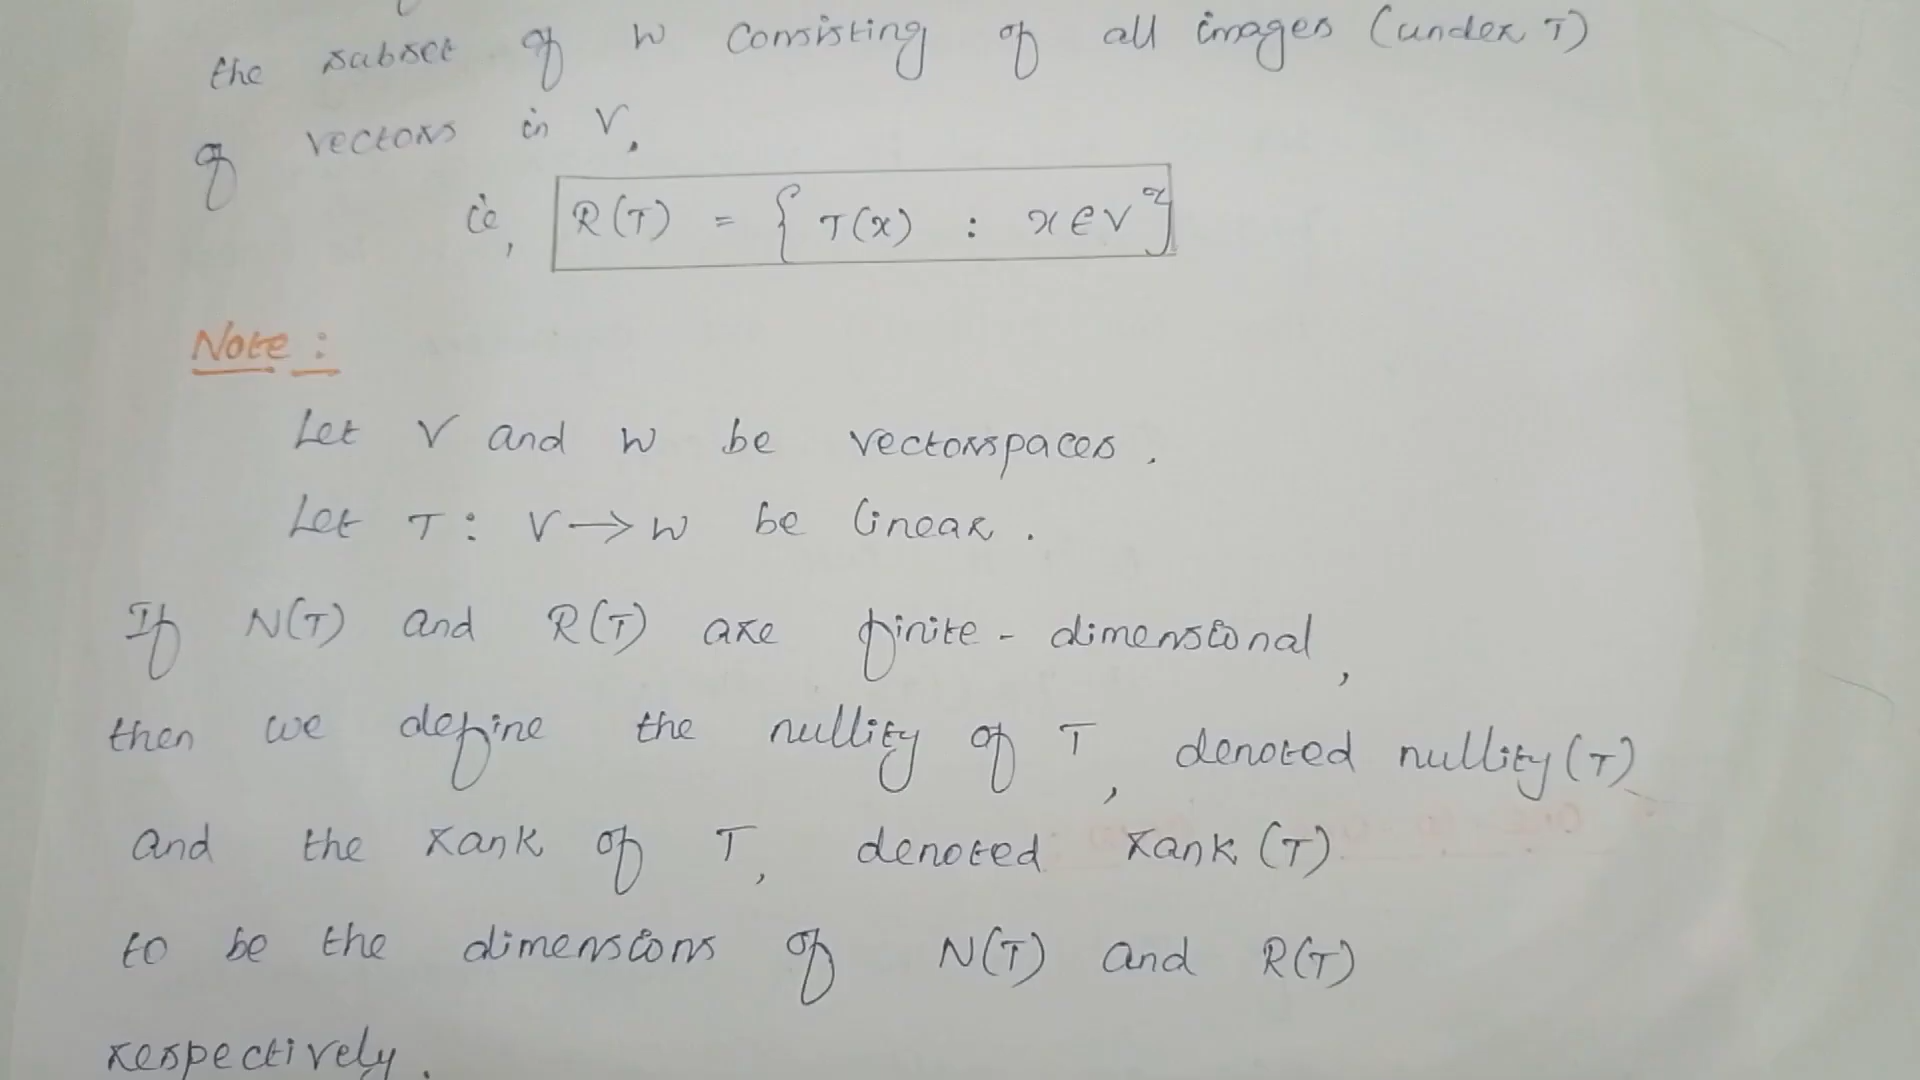 the subset of W consisting of all images (under T)
of vectors in V,
ie, R(T) = { T(x) : x ∈ V }
Note :
Let V and W be vectorspaces.
Let T : V → W be linear.
If N(T) and R(T) are finite - dimensional,
then we define the nullity of T, denoted nullity(T)
and the rank of T, denoted rank (T)
to be the dimensions of N(T) and R(T)
respectively.